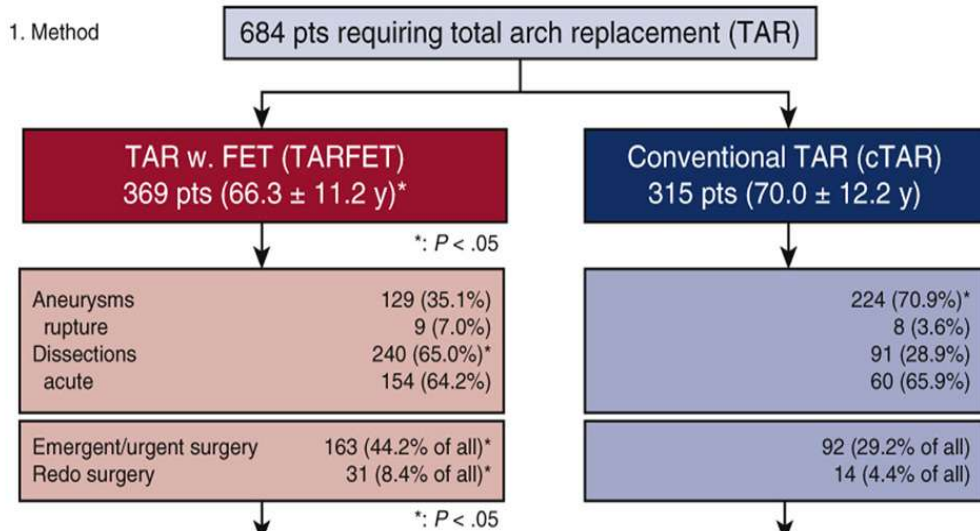 1. Method
684 pts requiring total arch replacement (TAR)
TAR w. FET (TARFET)
369 pts (66.3 ± 11.2 y)*
*: P < .05
Aneurysms 129 (35.1%)
rupture 9 (7.0%)
Dissections 240 (65.0%)*
acute 154 (64.2%)
Emergent/urgent surgery 163 (44.2% of all)*
Redo surgery 31 (8.4% of all)*
*: P < .05
Conventional TAR (cTAR)
315 pts (70.0 ± 12.2 y)
224 (70.9%)*
8 (3.6%)
91 (28.9%)
60 (65.9%)
92 (29.2% of all)
14 (4.4% of all)